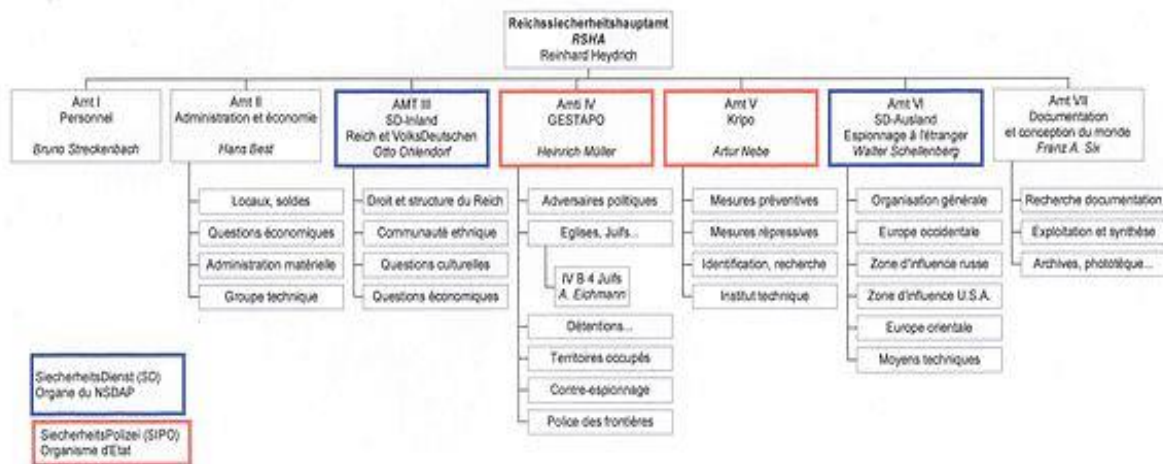 Reichssiecherheitshauptamt
RSHA
Reinhard Heydrich
Amt I
Personnel
Bruno Streckenbach
Amt II
Administration et économie
Hans Best
AMT III
SD-Inland
Reich et VolksDeutschen
Otto Ohlendorf
Amti IV
GESTAPO
Heinrich Müller
Amt V
Kripo
Artur Nebe
Amt VI
SD-Ausland
Espionnage à l'étranger
Walter Schellenberg
Amt VII
Documentation
et conception du monde
Franz A. Six
Locaux, soldes
Questions économiques
Administration matérielle
Groupe technique
Droit et structure du Reich
Communauté ethnique
Questions culturelles
Questions économiques
Adversaires politiques
Eglises, Juifs...
IV B 4 Juifs
A. Eichmann
Détentions...
Territoires occupés
Contre-espionnage
Police des frontières
Mesures préventives
Mesures répressives
Identification, recherche
Institut technique
Organisation générale
Europe occidentale
Zone d'influence russe
Zone d'influence U.S.A.
Europe orientale
Moyens techniques
Recherche documentation
Exploitation et synthèse
Archives, photothèque...
SiecherheitsDienst (SD)
Organe du NSDAP
SiecherheitsPolizei (SIPO)
Organisme d'Etat